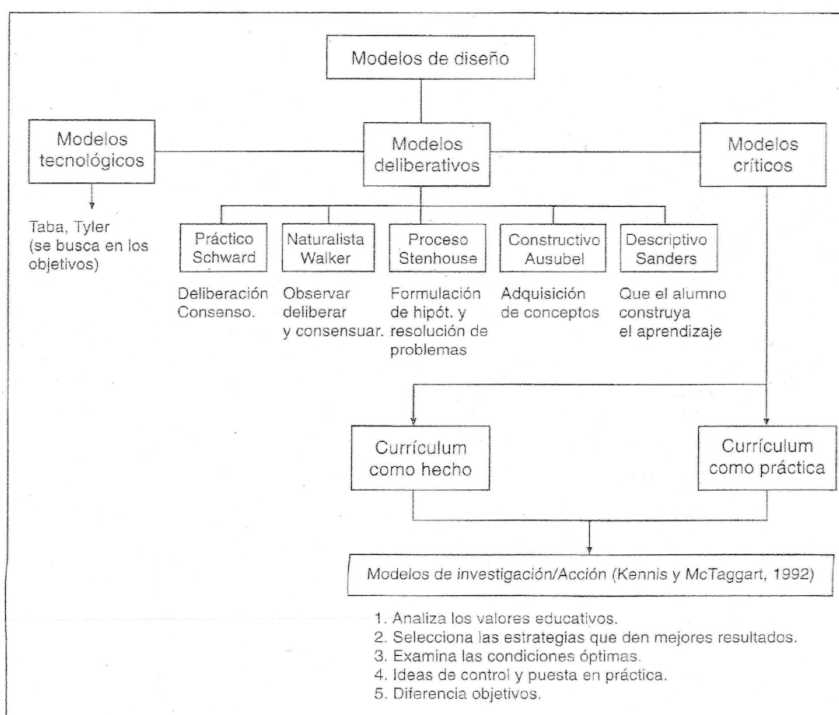 Modelos de diseño
Modelos
tecnológicos
Modelos
deliberativos
Modelos
críticos
Taba, Tyler
(se busca en los
objetivos)
Práctico
Schward
Naturalista
Walker
Proceso
Stenhouse
Constructivo
Ausubel
Descriptivo
Sanders
Deliberación
Consenso.
Observar
deliberar
y consensuar.
Formulación
de hipót. y
resolución de
problemas
Adquisición
de conceptos
Que el alumno
construya
el aprendizaje
Currículum
como hecho
Currículum
como práctica
Modelos de investigación/Acción (Kennis y McTaggart, 1992)
1. Analiza los valores educativos.
2. Selecciona las estrategias que den mejores resultados.
3. Examina las condiciones óptimas.
4. Ideas de control y puesta en práctica.
5. Diferencia objetivos.